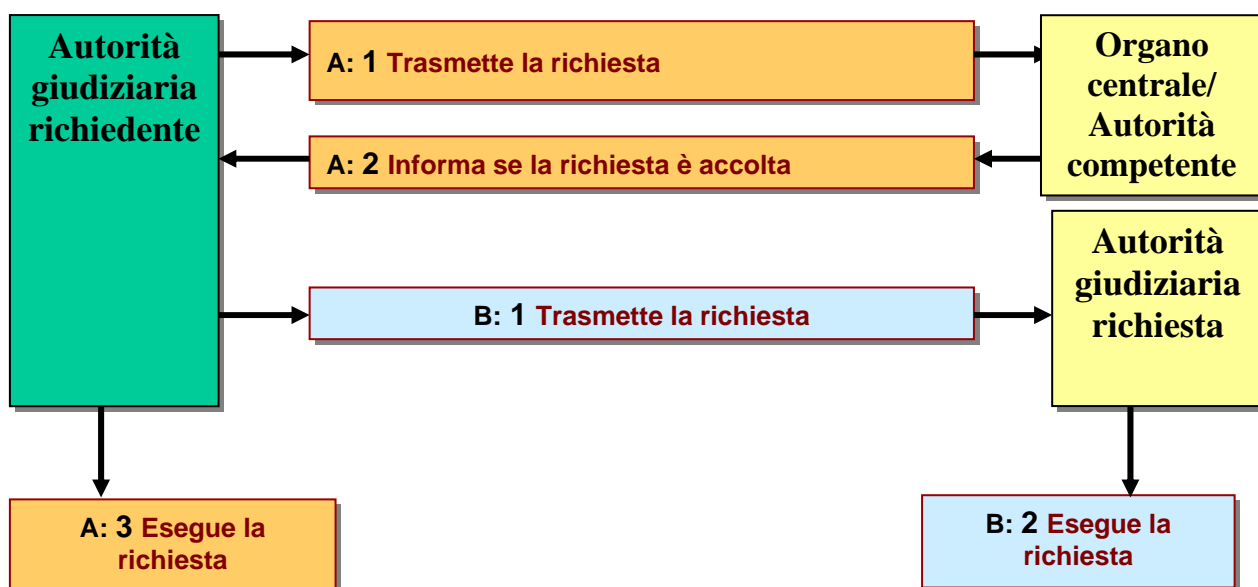 Autorità
giudiziaria
richiedente
A: 1 Trasmette la richiesta
Organo
centrale/
Autorità
competente
A: 2 Informa se la richiesta è accolta
B: 1 Trasmette la richiesta
Autorità
giudiziaria
richiesta
A: 3 Esegue la
richiesta
B: 2 Esegue la
richiesta